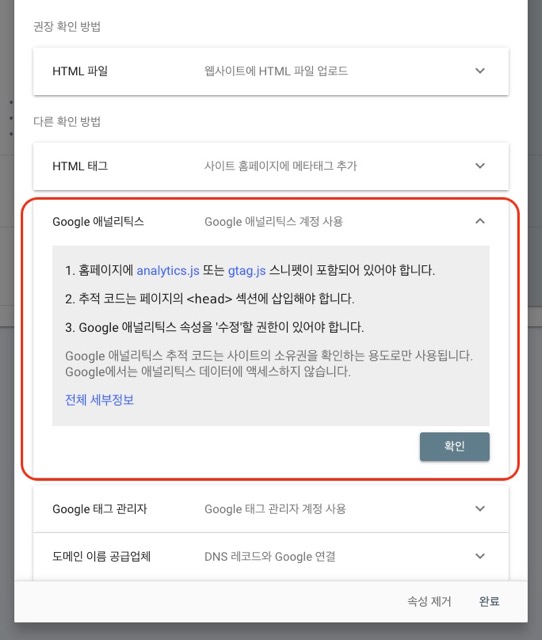 권장 확인 방법
HTML 파일 웹사이트에 HTML 파일 업로드
다른 확인 방법
HTML 태그 사이트 홈페이지에 메타태그 추가
Google 애널리틱스 Google 애널리틱스 계정 사용
1. 홈페이지에 analytics.js 또는 gtag.js 스니펫이 포함되어 있어야 합니다.
2. 추적 코드는 페이지의 <head> 섹션에 삽입해야 합니다.
3. Google 애널리틱스 속성을 '수정'할 권한이 있어야 합니다.
Google 애널리틱스 추적 코드는 사이트의 소유권을 확인하는 용도로만 사용됩니다.
Google에서는 애널리틱스 데이터에 액세스하지 않습니다.
전체 세부정보
확인
Google 태그 관리자 Google 태그 관리자 계정 사용
도메인 이름 공급업체 DNS 레코드와 Google 연결
속성 제거 완료